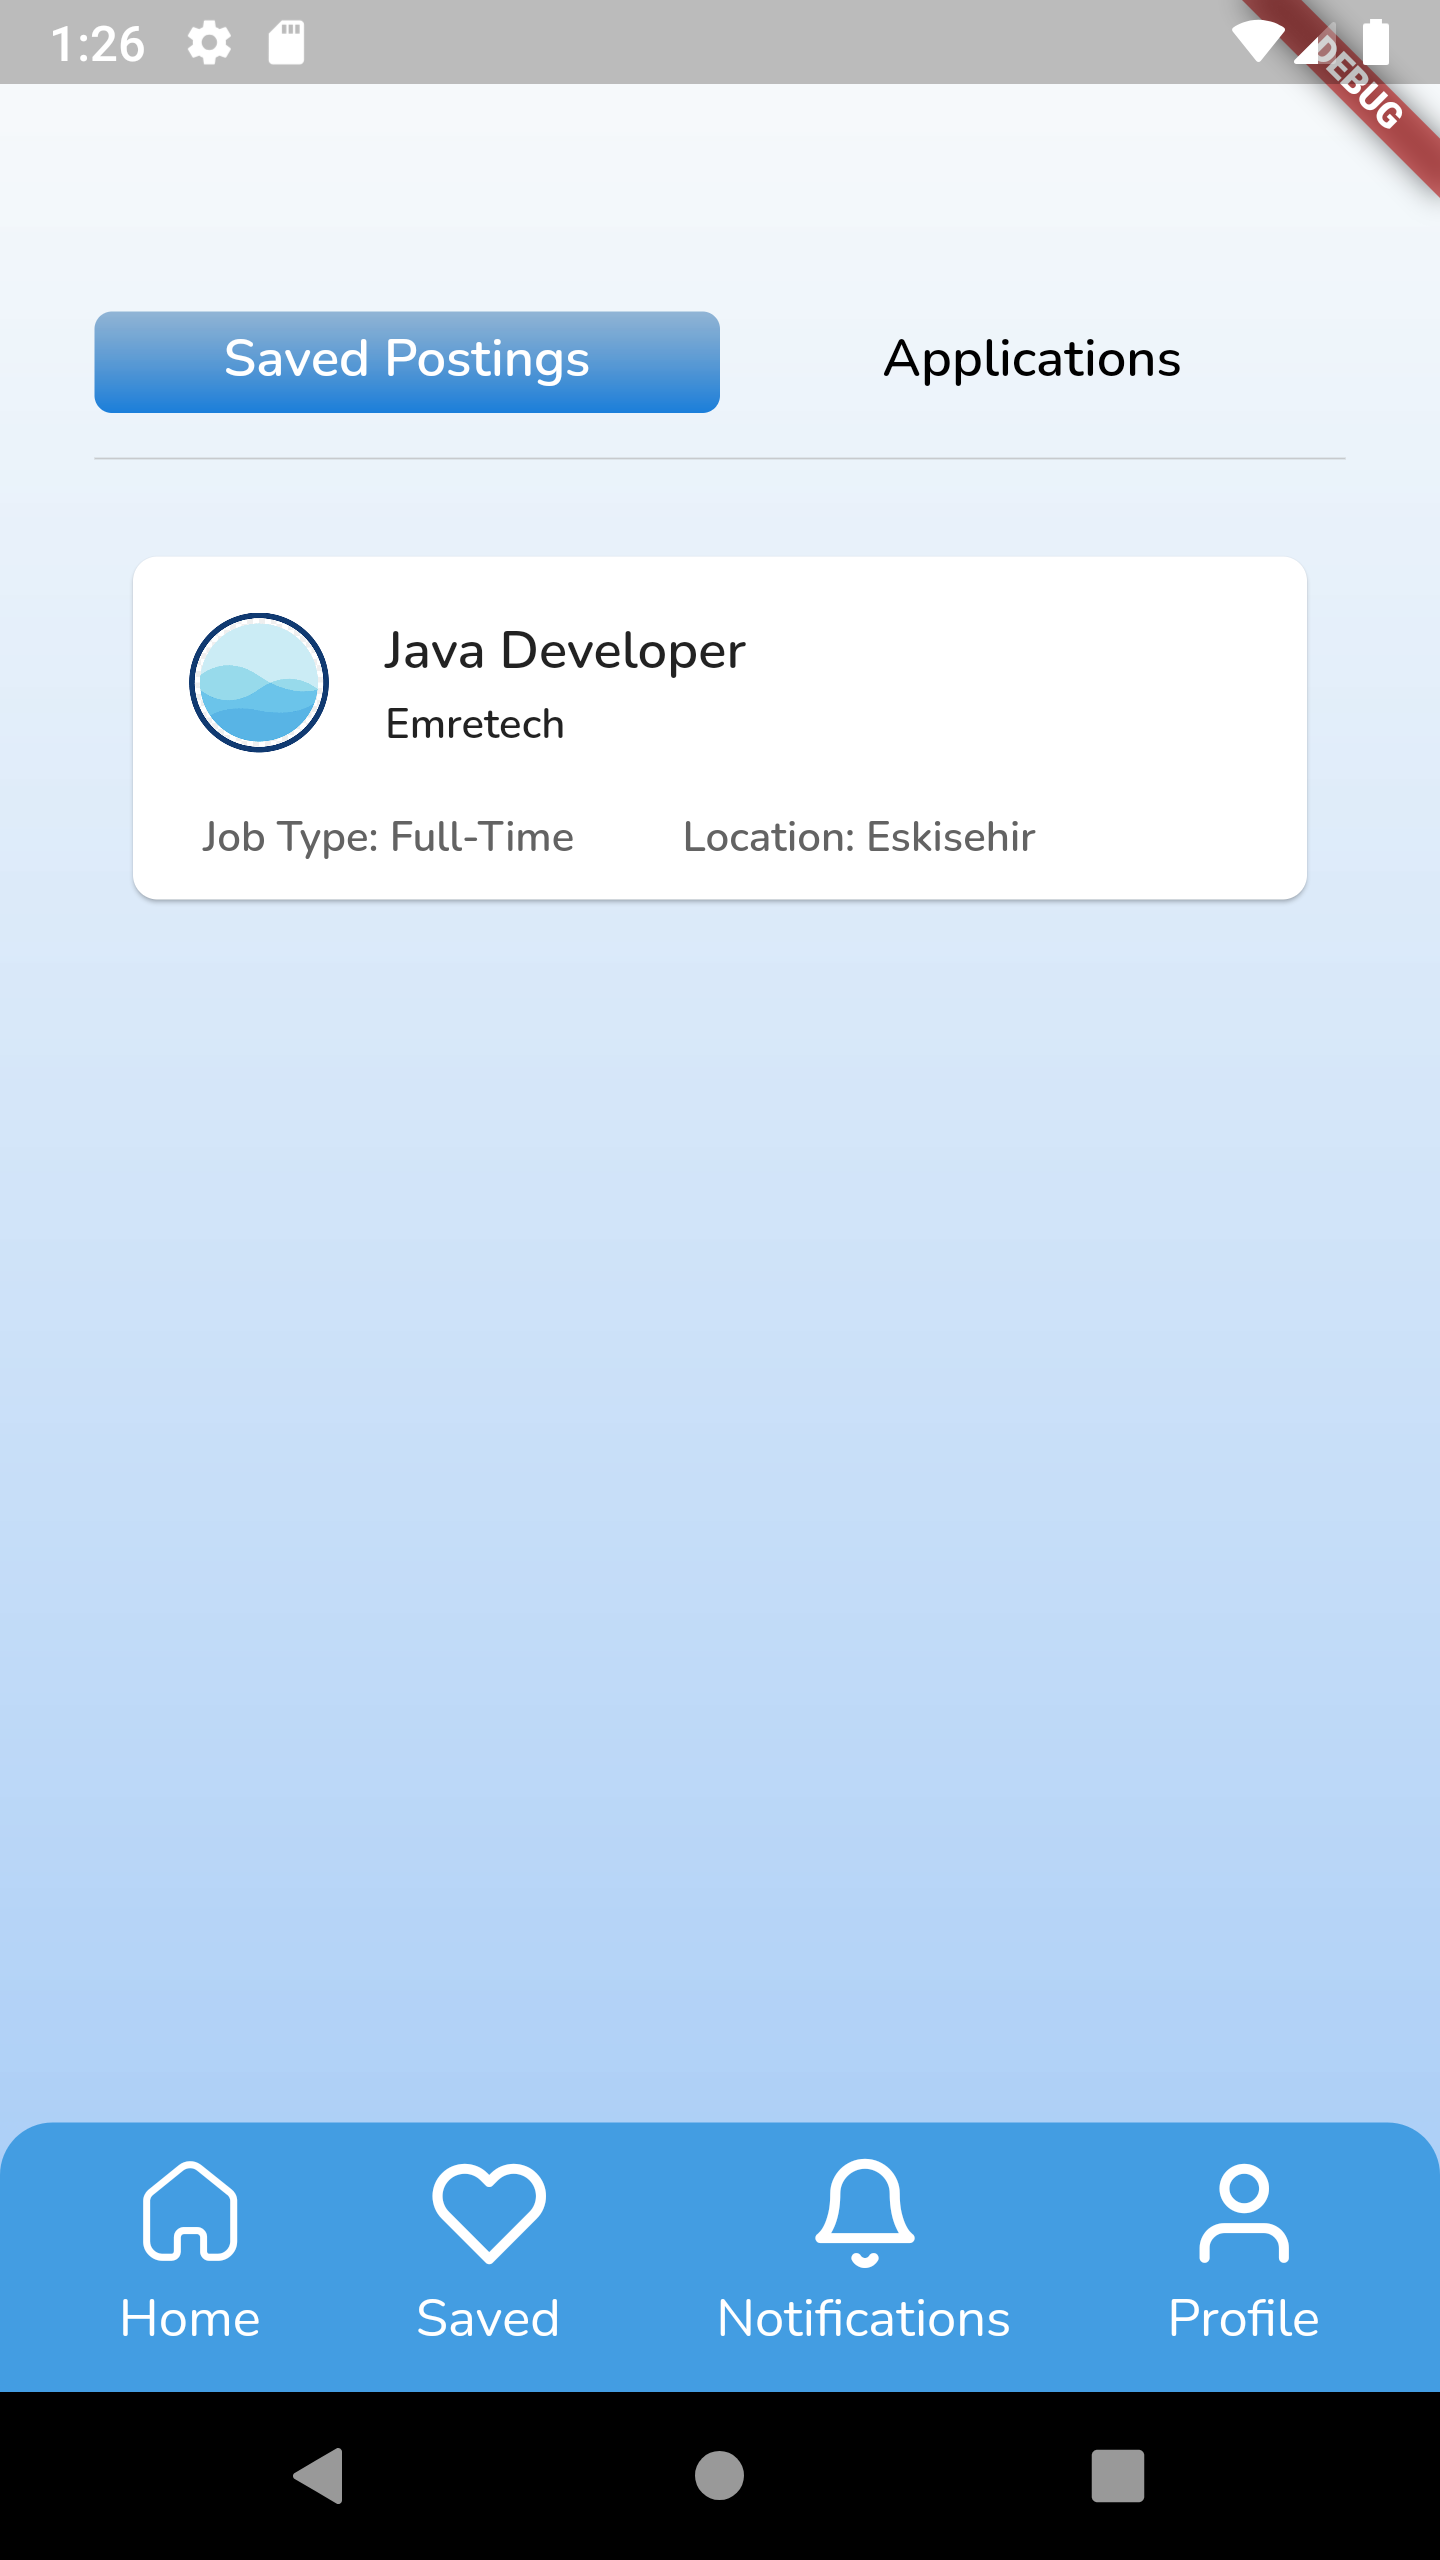 1:26
DEBUG
Saved Postings
Applications
Java Developer
Emretech
Job Type: Full-Time
Location: Eskisehir
Home
Saved
Notifications
Profile